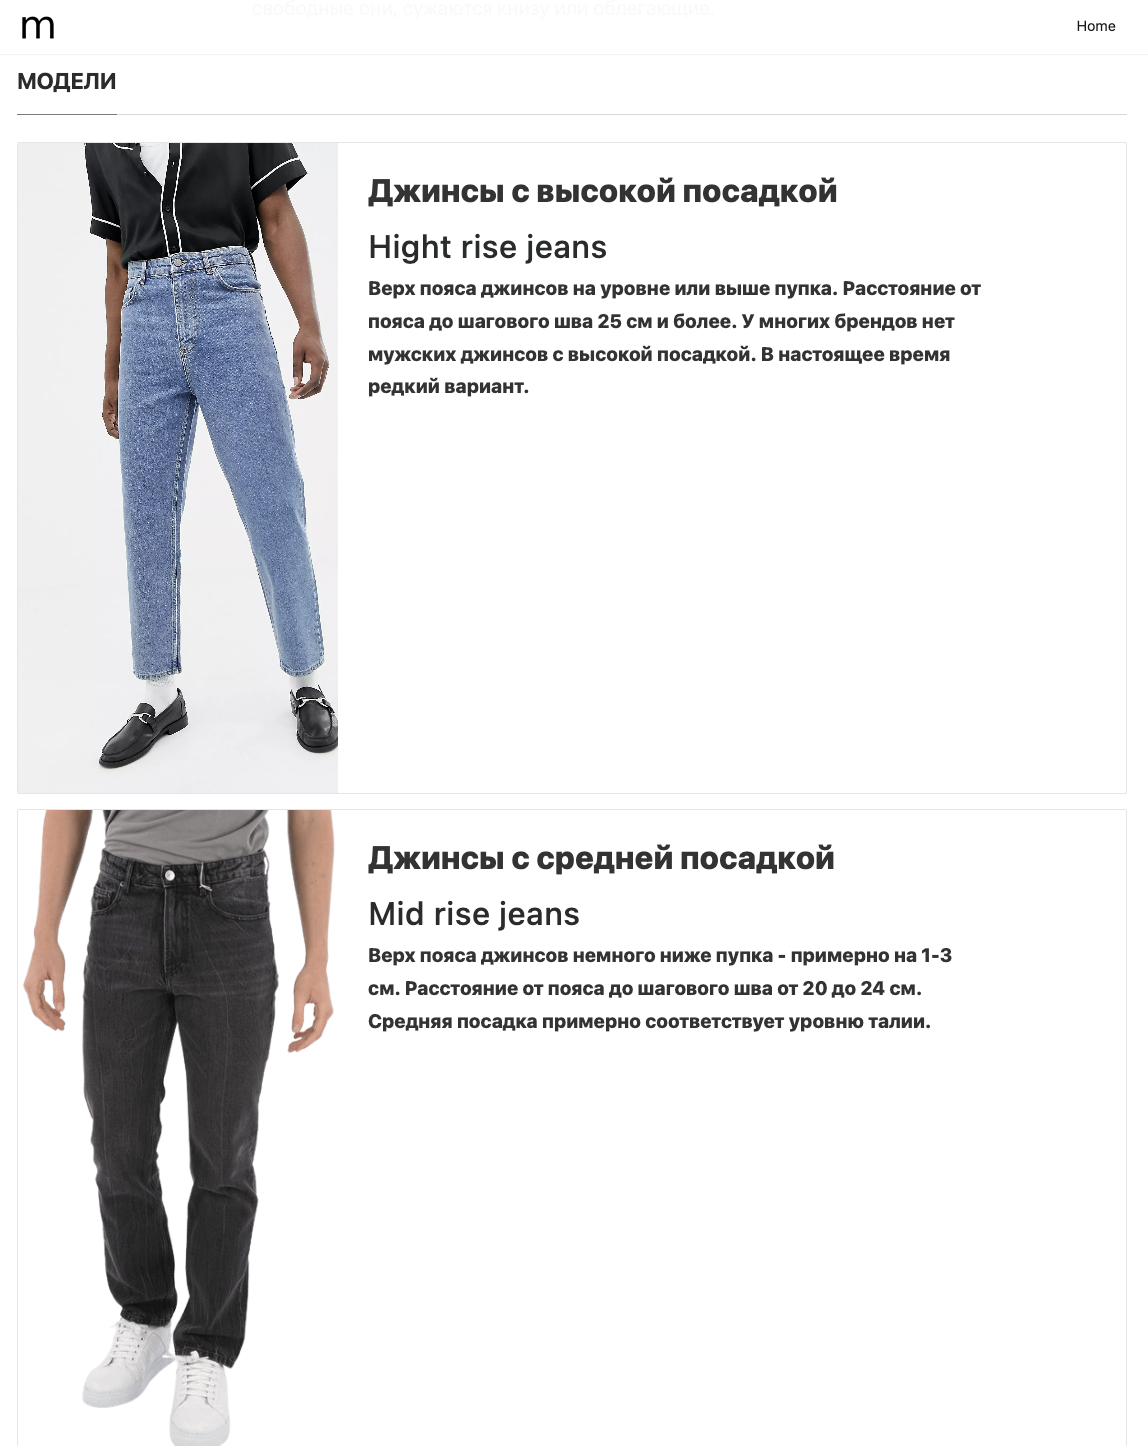 свободные они, сужаются книзу или облегающие.
m
Home
МОДЕЛИ
Джинсы с высокой посадкой
Hight rise jeans
Верх пояса джинсов на уровне или выше пупка. Расстояние от
пояса до шагового шва 25 см и более. У многих брендов нет
мужских джинсов с высокой посадкой. В настоящее время
редкий вариант.
Джинсы с средней посадкой
Mid rise jeans
Верх пояса джинсов немного ниже пупка - примерно на 1-3
см. Расстояние от пояса до шагового шва от 20 до 24 см.
Средняя посадка примерно соответствует уровню талии.